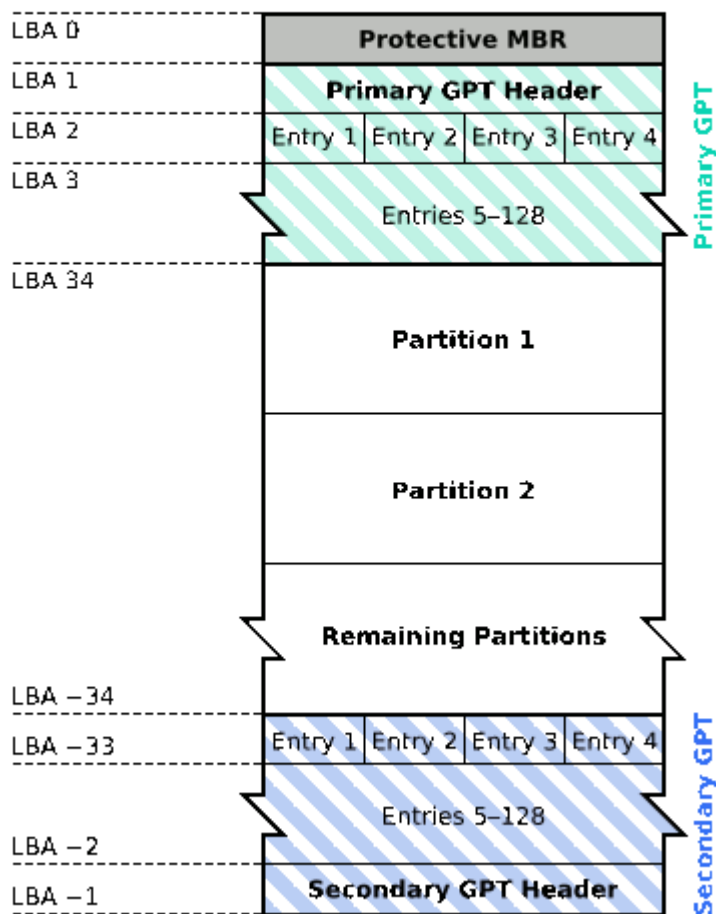 LBA 0
Protective MBR
LBA 1
Primary GPT Header
LBA 2
Entry 1 Entry 2 Entry 3 Entry 4
LBA 3
Entries 5–128
Primary GPT
LBA 34
Partition 1
Partition 2
Remaining Partitions
LBA −34
LBA −33
Entry 1 Entry 2 Entry 3 Entry 4
Entries 5–128
LBA −2
LBA −1
Secondary GPT Header
Secondary GPT